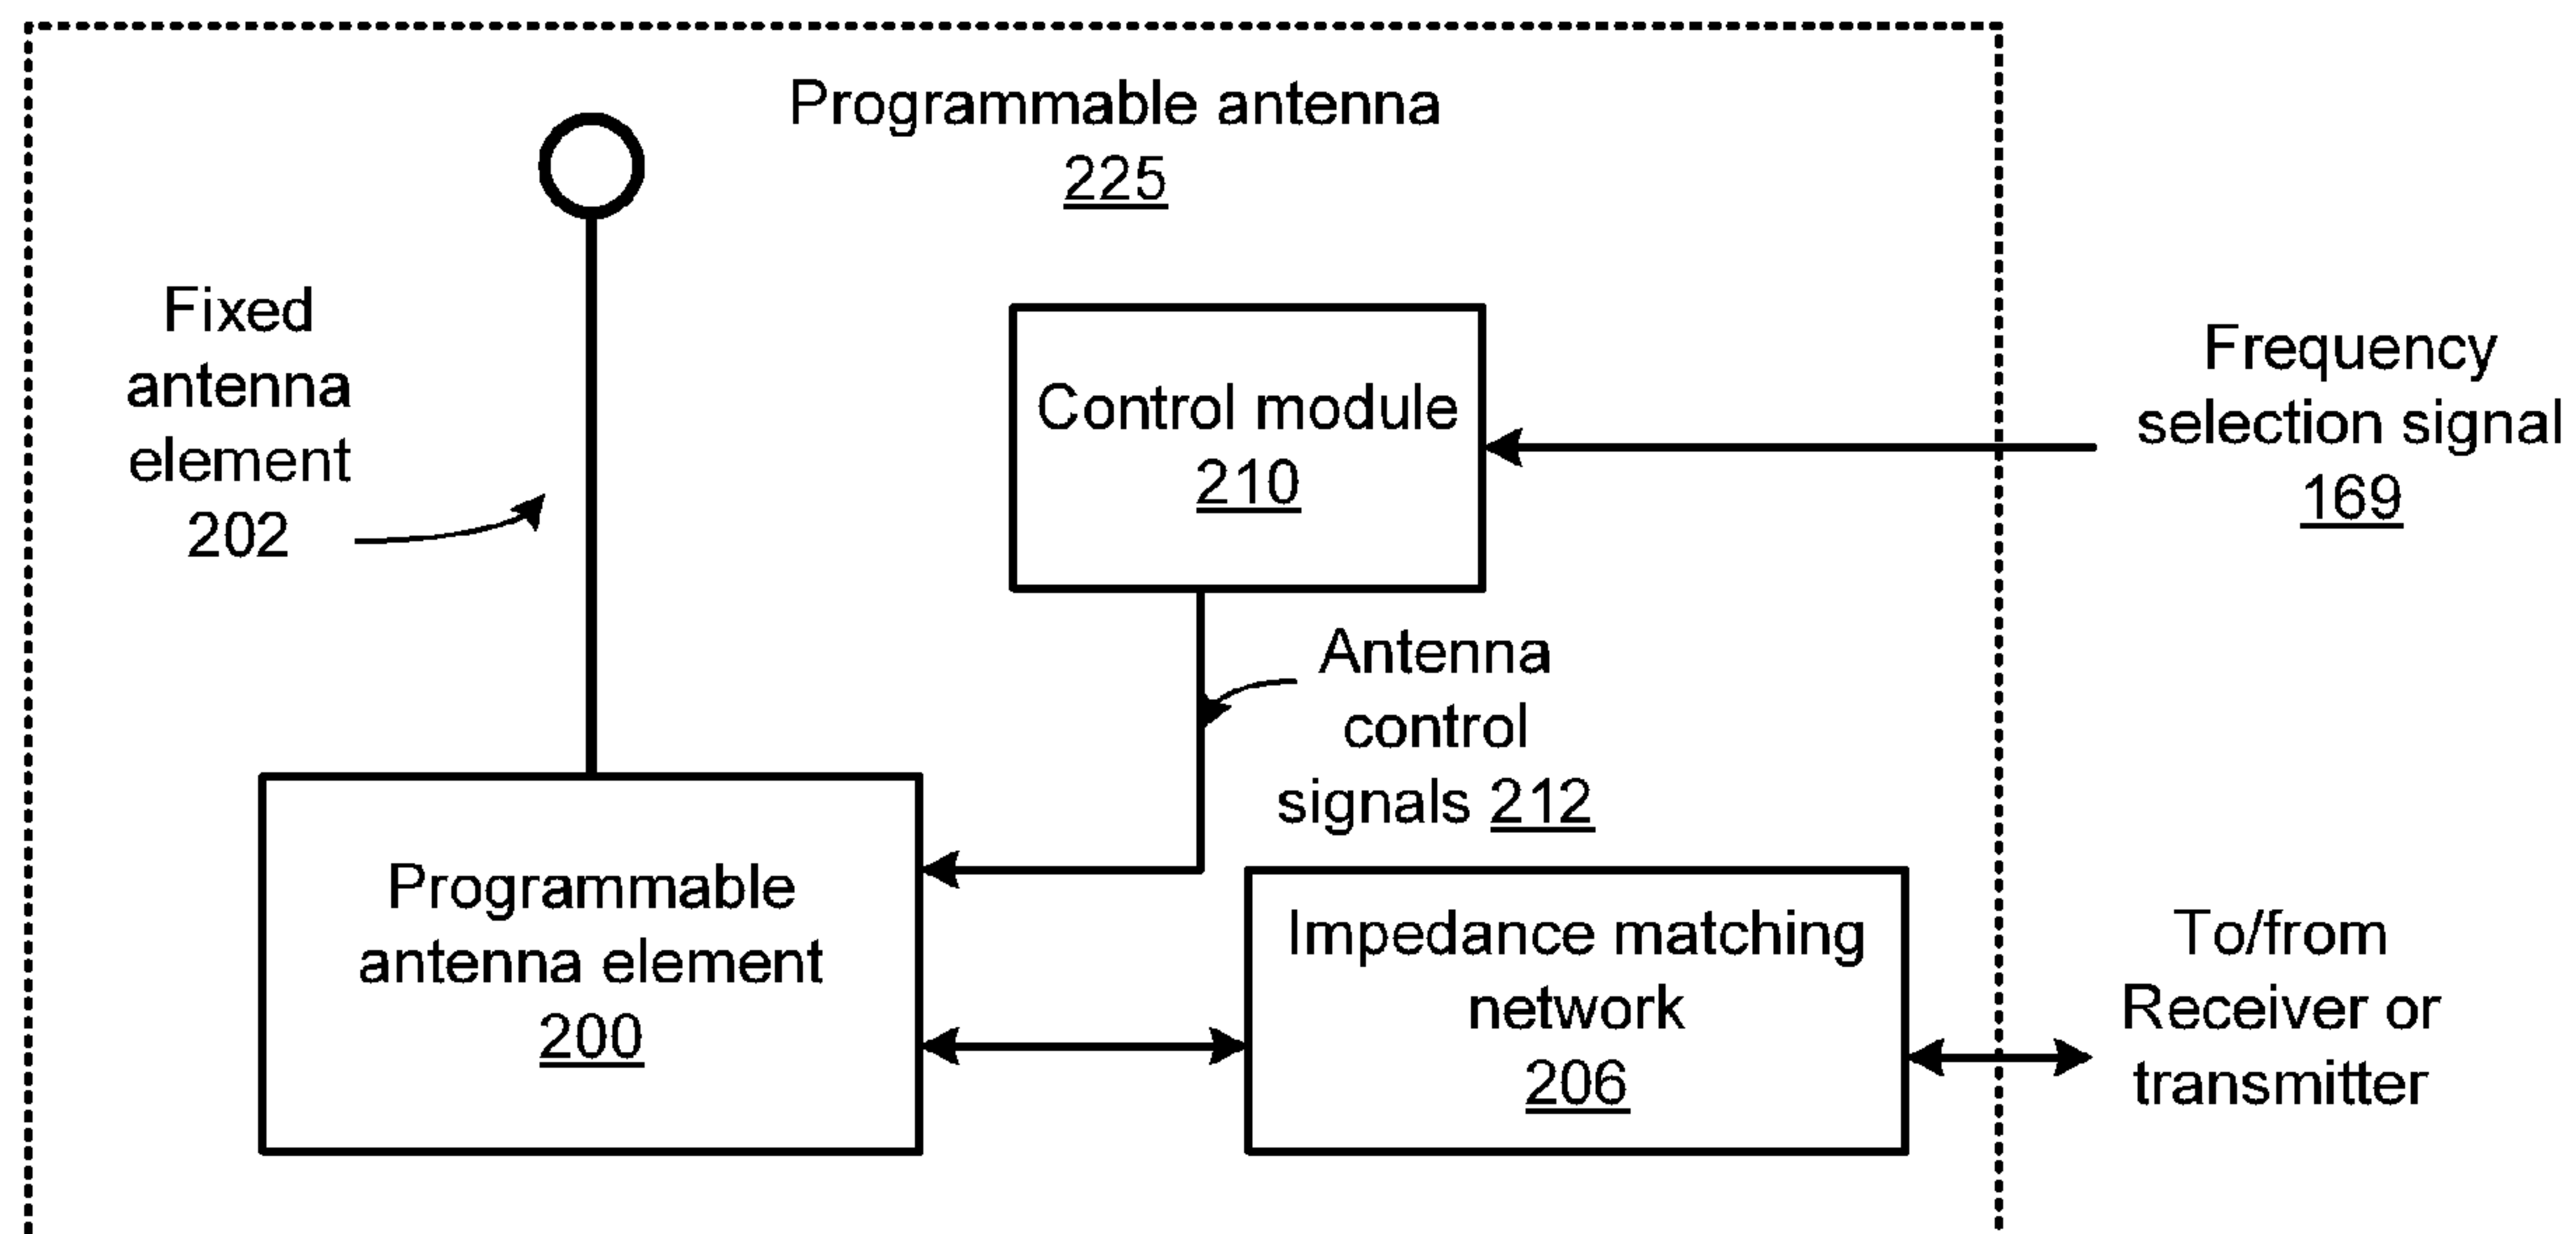 Programmable antenna
225
Fixed
antenna
element
202
Control module
210
Frequency
selection signal
169
Antenna
control
signals 212
Programmable
antenna element
200
Impedance matching
network
206
To/from
Receiver or
transmitter